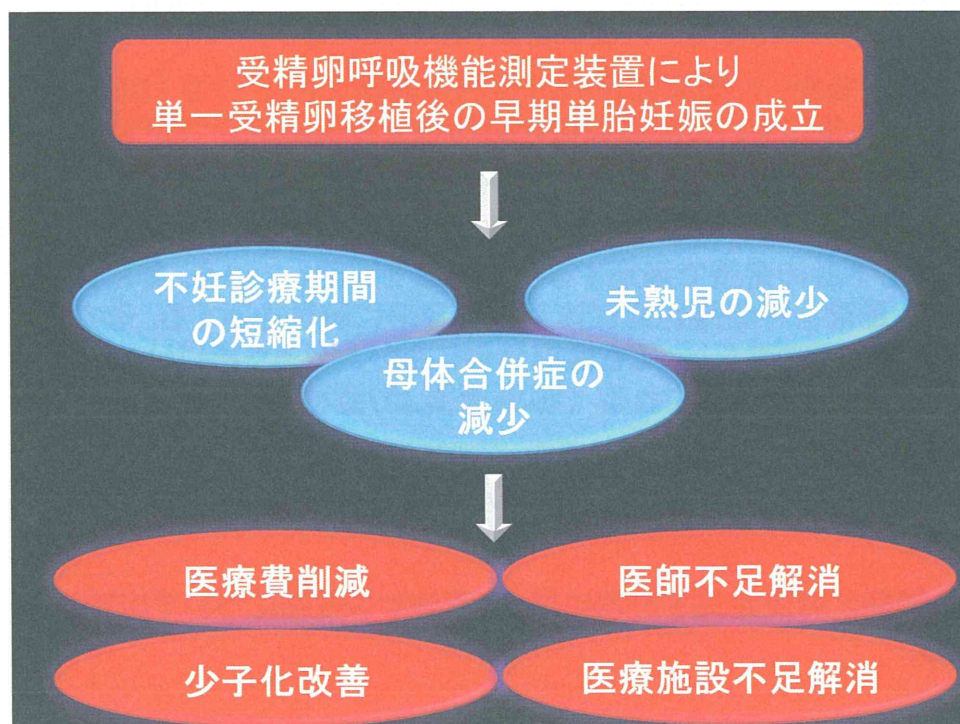 受精卵呼吸機能測定装置により
単一受精卵移植後の早期単胎妊娠の成立
不妊診療期間
の短縮化
未熟児の減少
母体合併症の
減少
医療費削減
医師不足解消
少子化改善
医療施設不足解消